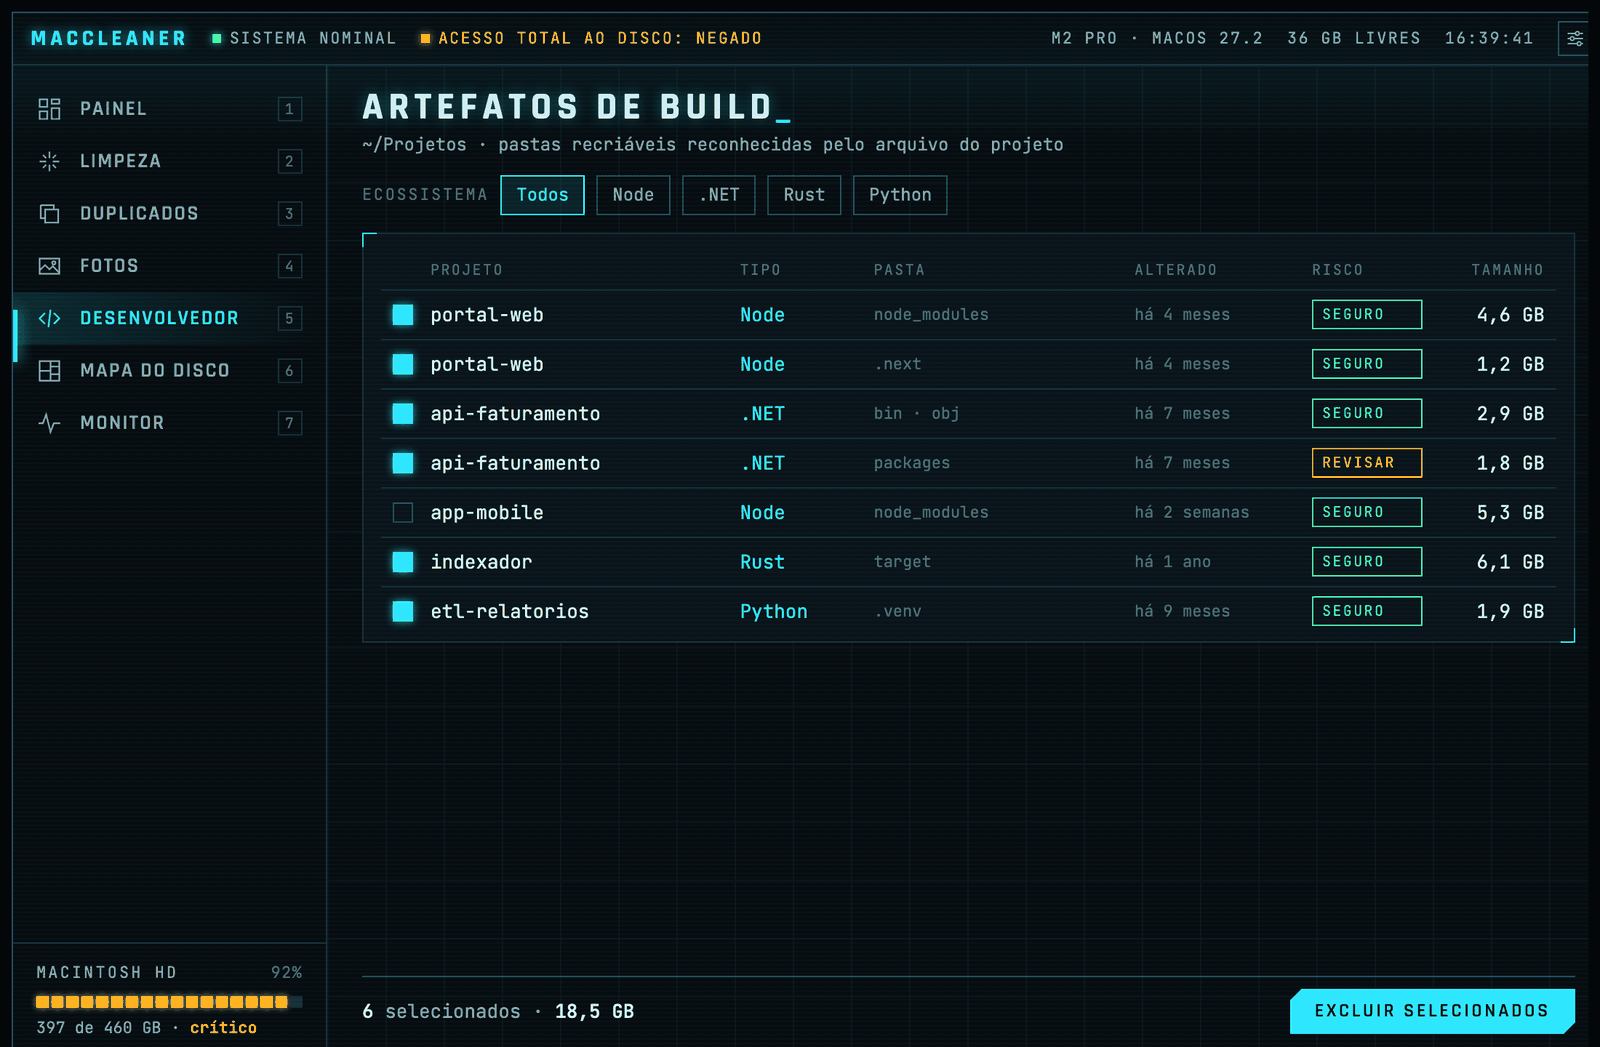 MACCLEANER SISTEMA NOMINAL ACESSO TOTAL AO DISCO: NEGADO M2 PRO · MACOS 27.2 36 GB LIVRES 16:39:41
PAINEL 1
LIMPEZA 2
DUPLICADOS 3
FOTOS 4
DESENVOLVEDOR 5
MAPA DO DISCO 6
MONITOR 7
MACINTOSH HD 92%
397 de 460 GB · crítico
ARTEFATOS DE BUILD_
~/Projetos · pastas recriáveis reconhecidas pelo arquivo do projeto
ECOSSISTEMA Todos Node .NET Rust Python
PROJETO TIPO PASTA ALTERADO RISCO TAMANHO
portal-web Node node_modules há 4 meses SEGURO 4,6 GB
portal-web Node .next há 4 meses SEGURO 1,2 GB
api-faturamento .NET bin · obj há 7 meses SEGURO 2,9 GB
api-faturamento .NET packages há 7 meses REVISAR 1,8 GB
app-mobile Node node_modules há 2 semanas SEGURO 5,3 GB
indexador Rust target há 1 ano SEGURO 6,1 GB
etl-relatorios Python .venv há 9 meses SEGURO 1,9 GB
6 selecionados · 18,5 GB EXCLUIR SELECIONADOS